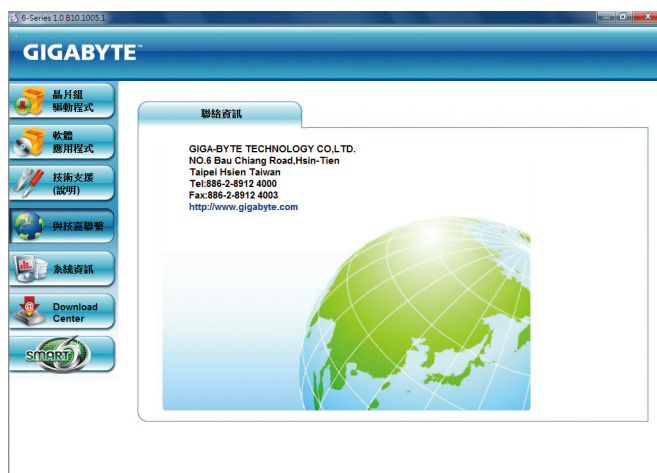 6-Series 1.0 B10.1005.1
GIGABYTE™
晶片組
驅動程式
軟體
應用程式
技術支援
(說明)
與技嘉聯繫
系統資訊
Download
Center
SMART6
聯絡資訊
GIGA-BYTE TECHNOLOGY CO,LTD.
NO.6 Bau Chiang Road,Hsin-Tien
Taipei Hsien Taiwan
Tel:886-2-8912 4000
Fax:886-2-8912 4003
http://www.gigabyte.com